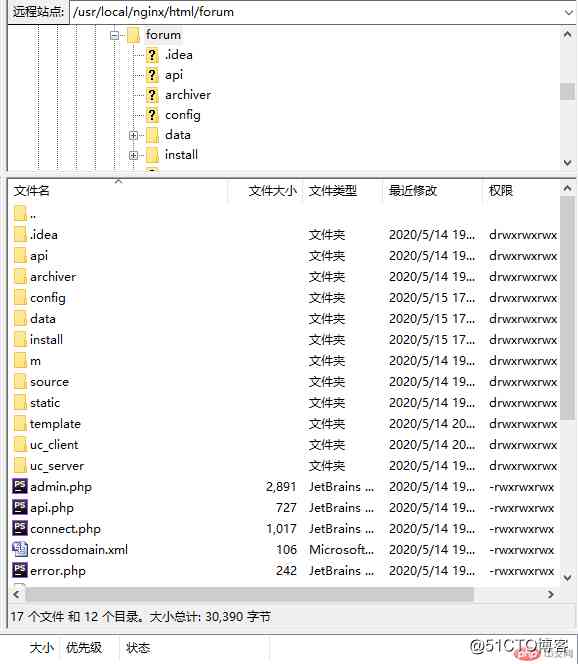 远程站点: /usr/local/nginx/html/forum
forum
.idea
api
archiver
config
data
install
文件名 文件大小 文件类型 最近修改 权限
..
.idea 文件夹 2020/5/14 19... drwxrwxrwx
api 文件夹 2020/5/14 19... drwxrwxrwx
archiver 文件夹 2020/5/14 19... drwxrwxrwx
config 文件夹 2020/5/15 17... drwxrwxrwx
data 文件夹 2020/5/15 17... drwxrwxrwx
install 文件夹 2020/5/15 17... drwxrwxrwx
m 文件夹 2020/5/14 19... drwxrwxrwx
source 文件夹 2020/5/14 19... drwxrwxrwx
static 文件夹 2020/5/14 19... drwxrwxrwx
template 文件夹 2020/5/14 20... drwxrwxrwx
uc_client 文件夹 2020/5/14 20... drwxrwxrwx
uc_server 文件夹 2020/5/14 19... drwxrwxrwx
admin.php 2,891 JetBrains ... 2020/5/14 19... -rwxrwxrwx
api.php 727 JetBrains ... 2020/5/14 19... -rwxrwxrwx
connect.php 1,017 JetBrains ... 2020/5/14 19... -rwxrwxrwx
crossdomain.xml 106 Microsoft... 2020/5/14 19... -rwxrwxrwx
error.php 242 JetBrains ... 2020/5/14 19... -rwxrwxrwx
17 个文件 和 12 个目录。大小总计: 30,390 字节
大小 优先级 状态
@51CTO博客
php